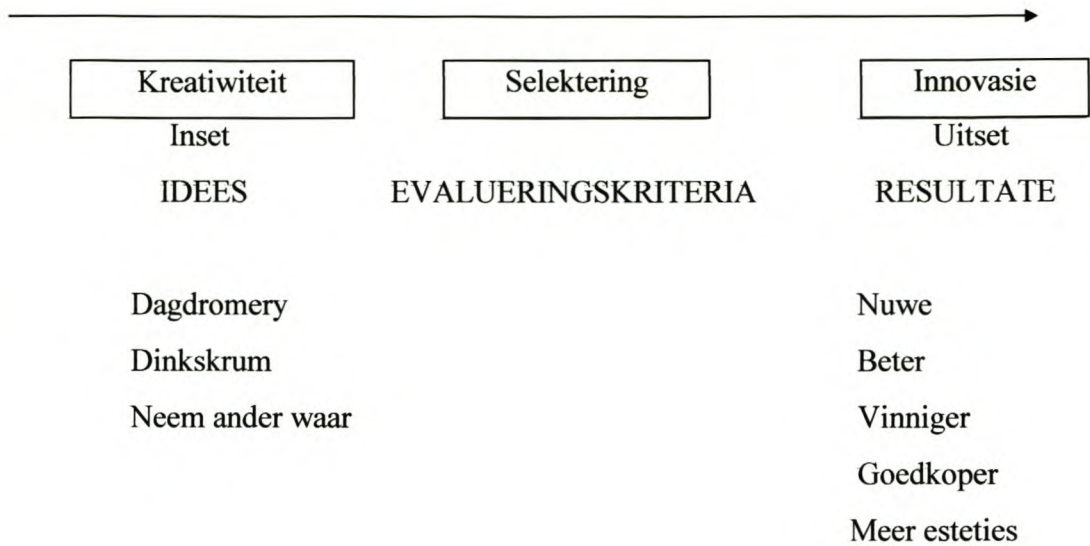 Kreatiwiteit Selektering Innovasie
Inset Uitset
IDEES EVALUERINGSKRITERIA RESULTATE
Dagdromery Nuwe
Dinkskrum Beter
Neem ander waar Vinniger
Goedkoper
Meer esteties